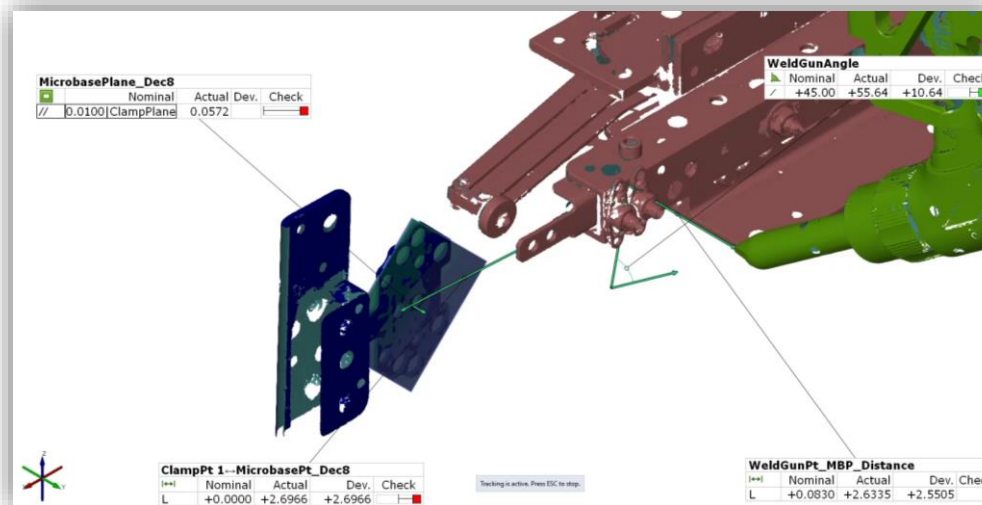 MicrobasePlane_Dec8
Nominal Actual Dev. Check
// 0.0100|ClampPlane 0.0572
WeldGunAngle
Nominal Actual Dev. Check
+45.00 +55.64 +10.64
ClampPt 1↔MicrobasePt_Dec8
Nominal Actual Dev. Check
L +0.0000 +2.6966 +2.6966
Tracking is active. Press ESC to stop.
WeldGunPt_MBP_Distance
Nominal Actual Dev. Chec
L +0.0830 +2.6335 +2.5505
Z
Y